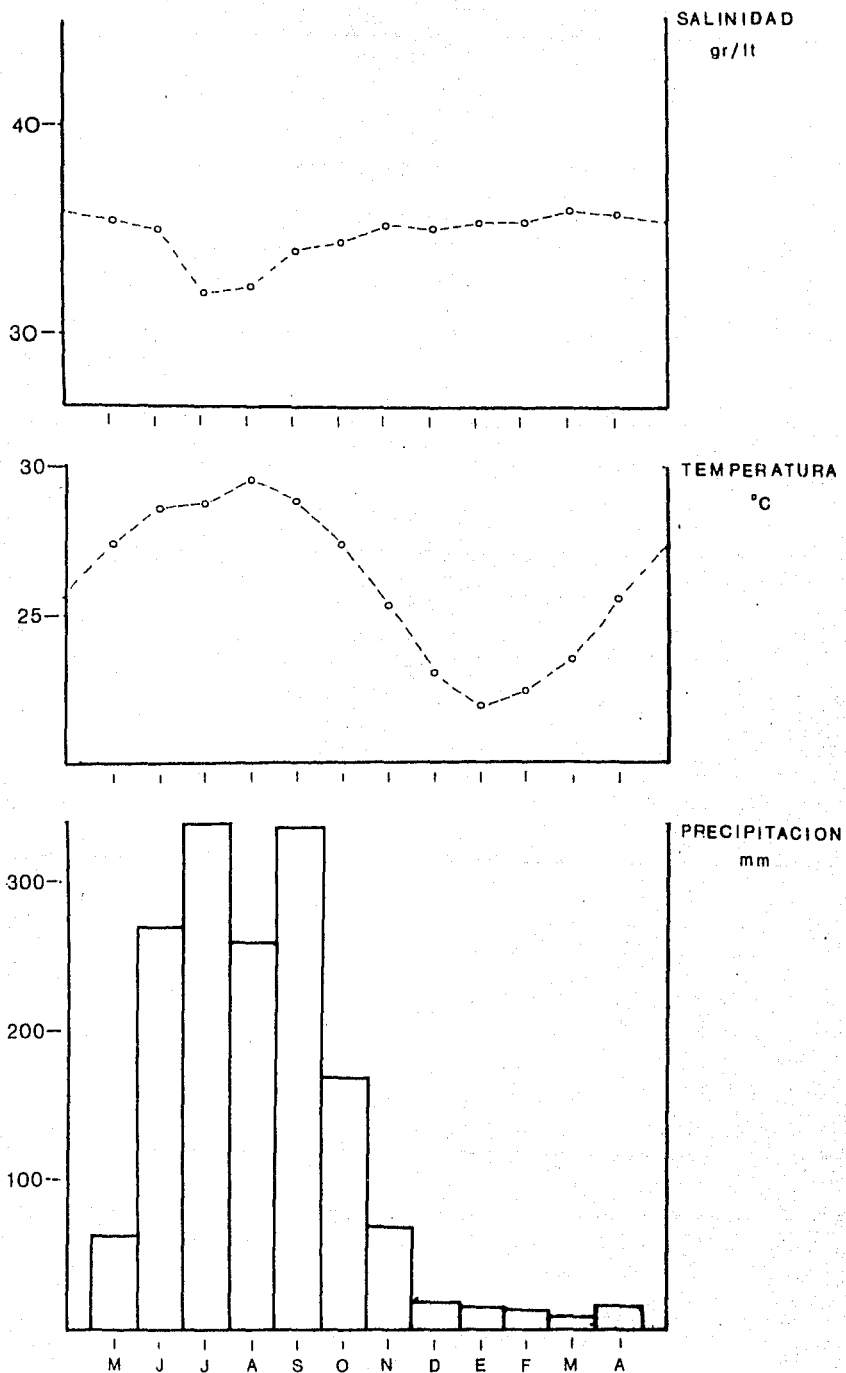 SALINIDAD
gr/lt
40
30
TEMPERATURA
°C
30
25
PRECIPITACION
mm
300
200
100
M J J A S O N D E F M A